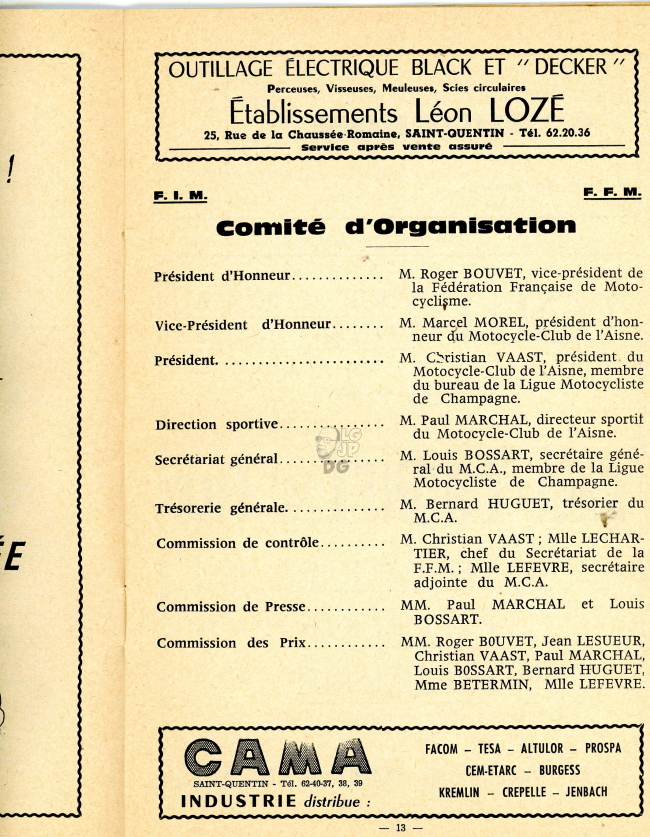 !
ÉE
OUTILLAGE ÉLECTRIQUE BLACK ET "DECKER"
Perceuses, Visseuses, Meuleuses, Scies circulaires
Établissements Léon LOZÉ
25, Rue de la Chaussée-Romaine, SAINT-QUENTIN - Tél. 62.20.36
Service après vente assuré
F. I. M. F. F. M.
Comité d'Organisation
Président d'Honneur.............. M. Roger BOUVET, vice-président de
la Fédération Française de Moto-
cyclisme.
Vice-Président d'Honneur........ M. Marcel MOREL, président d'hon-
neur du Motocycle-Club de l'Aisne.
Président........................ M. Christian VAAST, président du
Motocycle-Club de l'Aisne, membre
du bureau de la Ligue Motocycliste
de Champagne.
Direction sportive................ M. Paul MARCHAL, directeur sportif
du Motocycle-Club de l'Aisne.
Secrétariat général................ M. Louis BOSSART, secrétaire géné-
ral du M.C.A., membre de la Ligue
Motocycliste de Champagne.
Trésorerie générale............... M. Bernard HUGUET, trésorier du
M.C.A.
Commission de contrôle.......... M. Christian VAAST ; Mlle LECHAR-
TIER, chef du Secrétariat de la
F.F.M. ; Mlle LEFEVRE, secrétaire
adjointe du M.C.A.
Commission de Presse............ MM. Paul MARCHAL et Louis
BOSSART.
Commission des Prix............ MM. Roger B0UVET, Jean LESUEUR,
Christian VAAST, Paul MARCHAL,
Louis B0SSART, Bernard HUGUET,
Mme BETERMIN, Mlle LEFEVRE.
LG
JP
DG
CAMA
SAINT-QUENTIN - Tél. 62-40-37, 38, 39
INDUSTRIE distribue :
FACOM – TESA – ALTULOR – PROSPA
CEM-ETARC – BURGESS
KREMLIN – CREPELLE – JENBACH
— 13 —